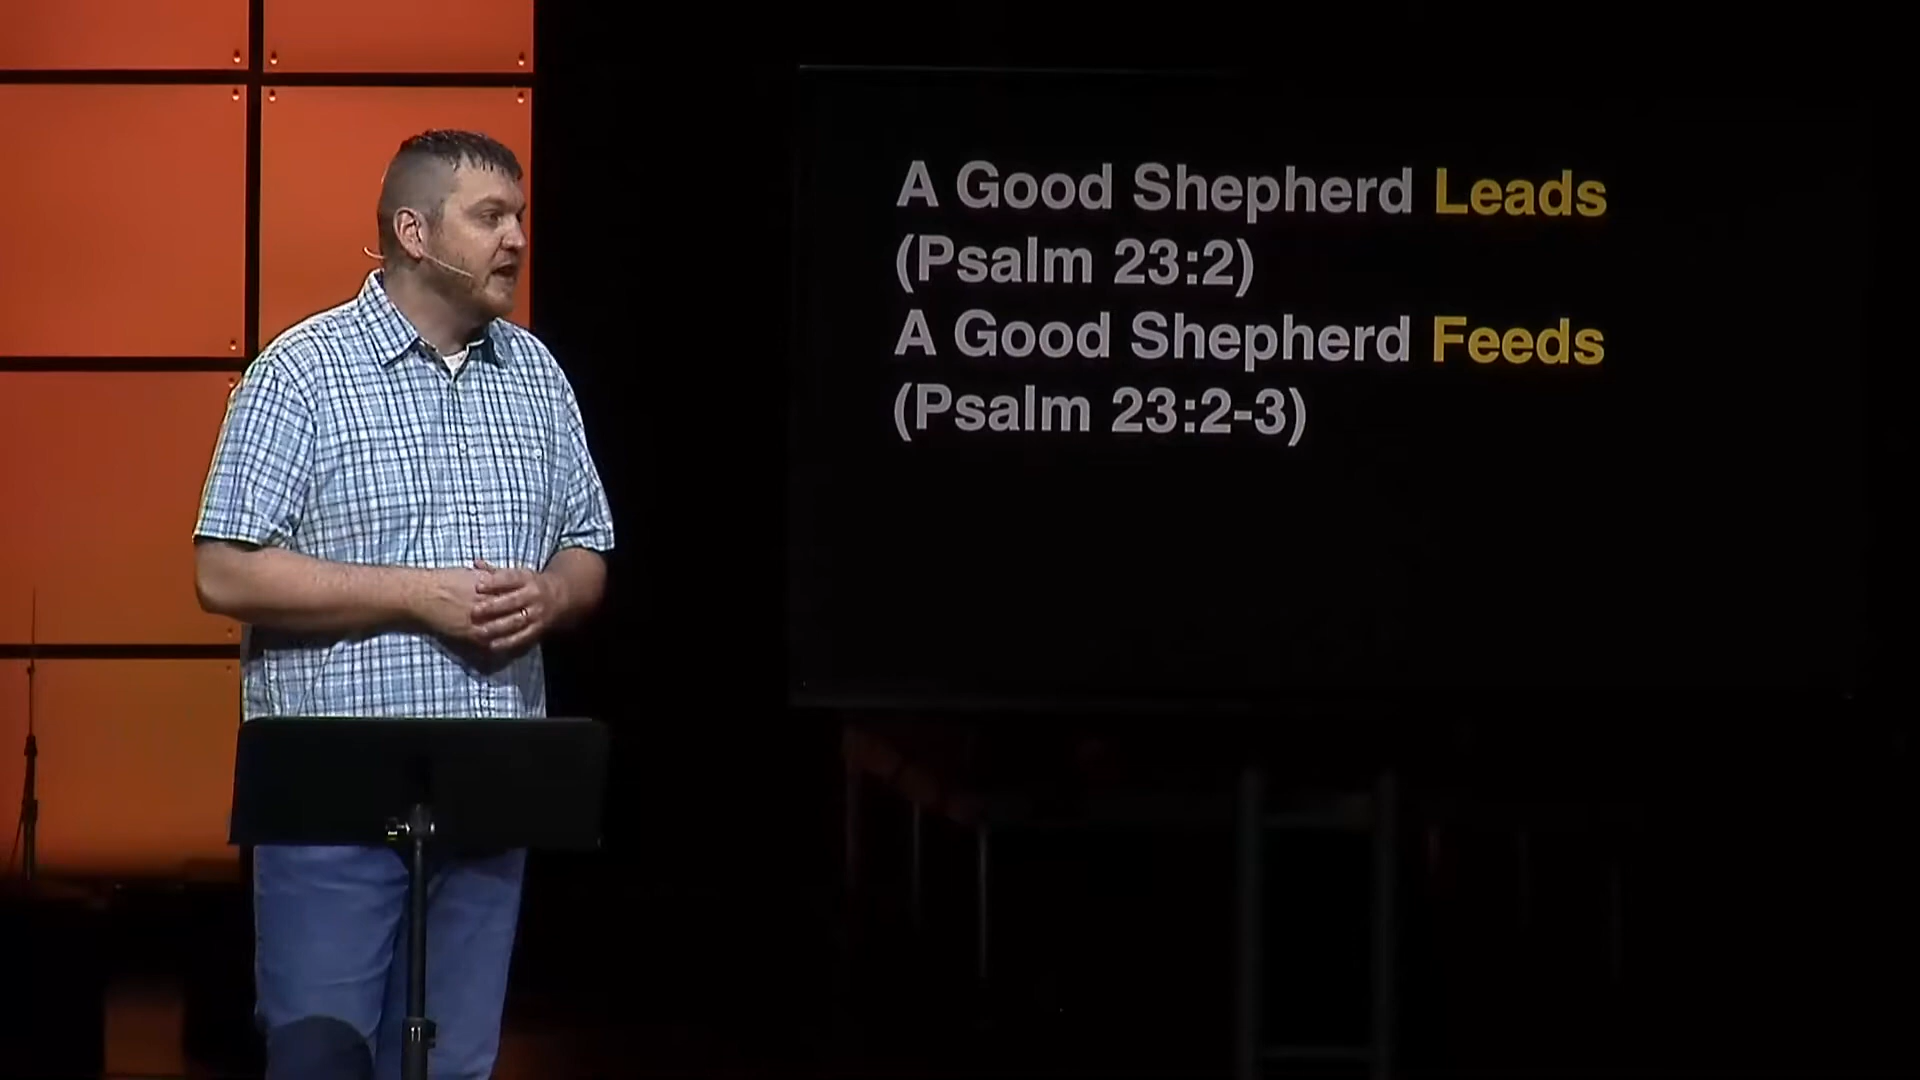 A Good Shepherd Leads
(Psalm 23:2)
A Good Shepherd Feeds
(Psalm 23:2-3)